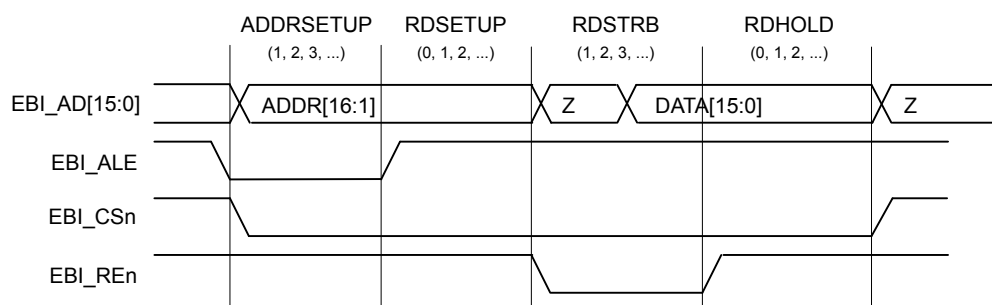 ADDRSETUP RDSETUP RDSTRB RDHOLD
(1, 2, 3, ...) (0, 1, 2, ...) (1, 2, 3, ...) (0, 1, 2, ...)
EBI_AD[15:0] ADDR[16:1] Z DATA[15:0] Z
EBI_ALE
EBI_CSn
EBI_REn